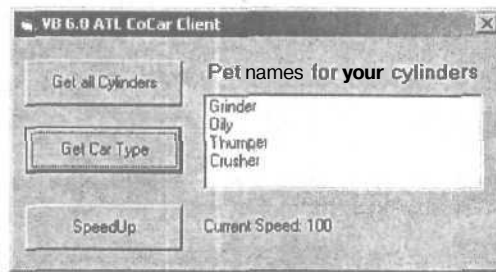 VB 6.0 ATL CoCar Client
Get all Cylinders
Pet names for your cylinders
Grinder
Oily
Thumper
Crusher
Get Car Type
SpeedUp
Current Speed: 100